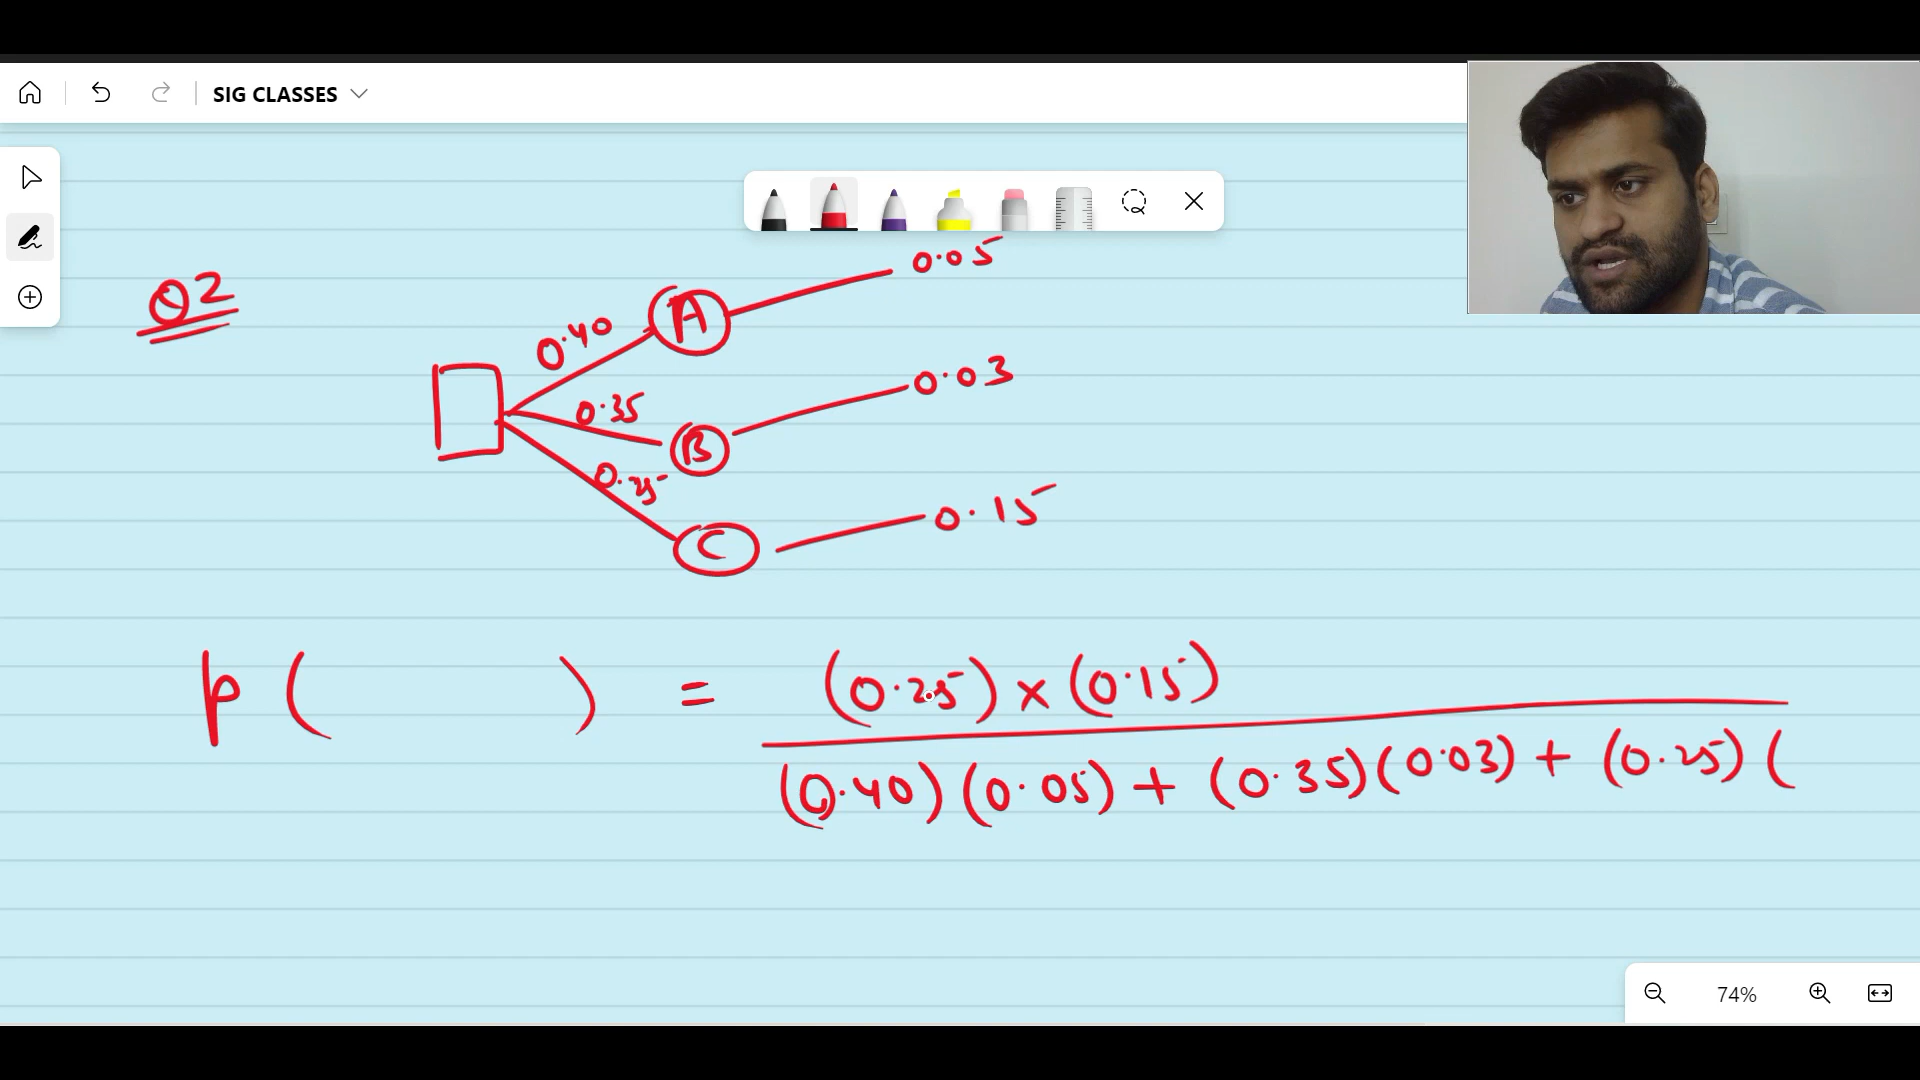 SIG CLASSES
Q2
0.40 A 0.05
0.35 B 0.03
0.25 C 0.15
P ( ) = (0.25) × (0.15)
(0.40) (0.05) + (0.35) (0.03) + (0.25) (
74%